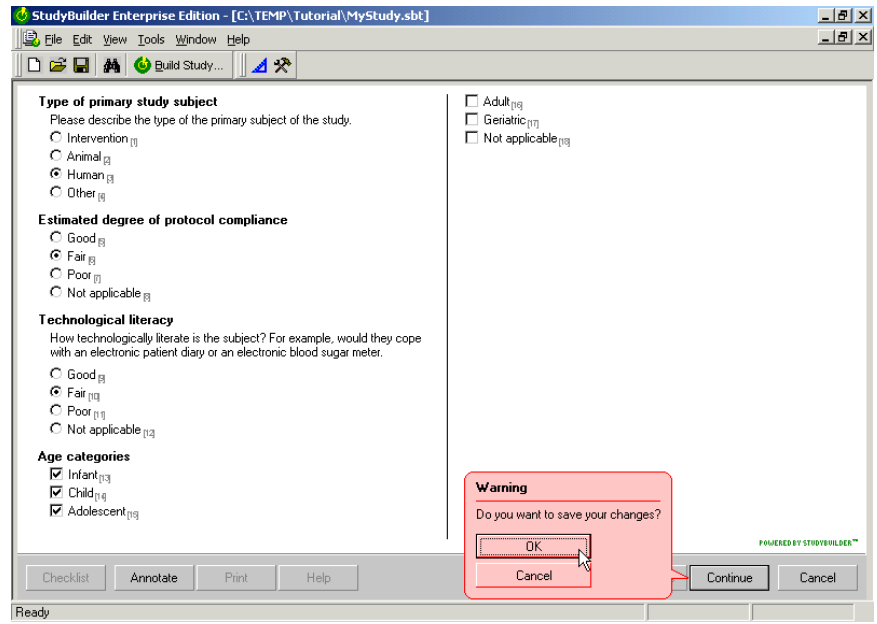 StudyBuilder Enterprise Edition - [C:\TEMP\Tutorial\MyStudy.sbt]
File Edit View Tools Window Help
Build Study...
Type of primary study subject
Please describe the type of the primary subject of the study.
Intervention [1]
Animal [2]
Human [3]
Other [4]
Estimated degree of protocol compliance
Good [5]
Fair [6]
Poor [7]
Not applicable [8]
Technological literacy
How technologically literate is the subject? For example, would they cope
with an electronic patient diary or an electronic blood sugar meter.
Good [9]
Fair [10]
Poor [11]
Not applicable [12]
Age categories
Infant [13]
Child [14]
Adolescent [15]
Adult [16]
Geriatric [17]
Not applicable [18]
Warning
Do you want to save your changes?
OK
Cancel
POWERED BY STUDYBUILDER™
Checklist Annotate Print Help Continue Cancel
Ready